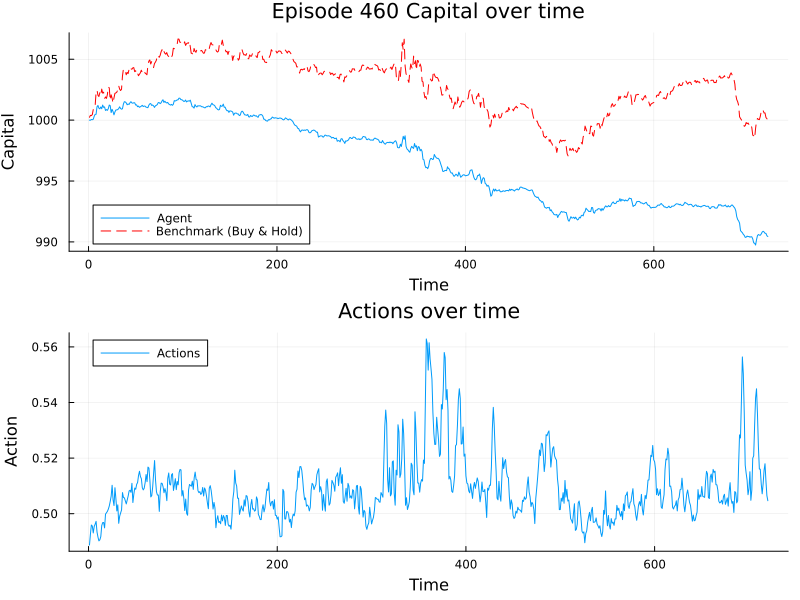 Episode 460 Capital over time
Capital
1005
1000
995
990
Agent
Benchmark (Buy & Hold)
0
200
400
600
Time
Actions over time
Action
0.56
0.54
0.52
0.50
Actions
0
200
400
600
Time